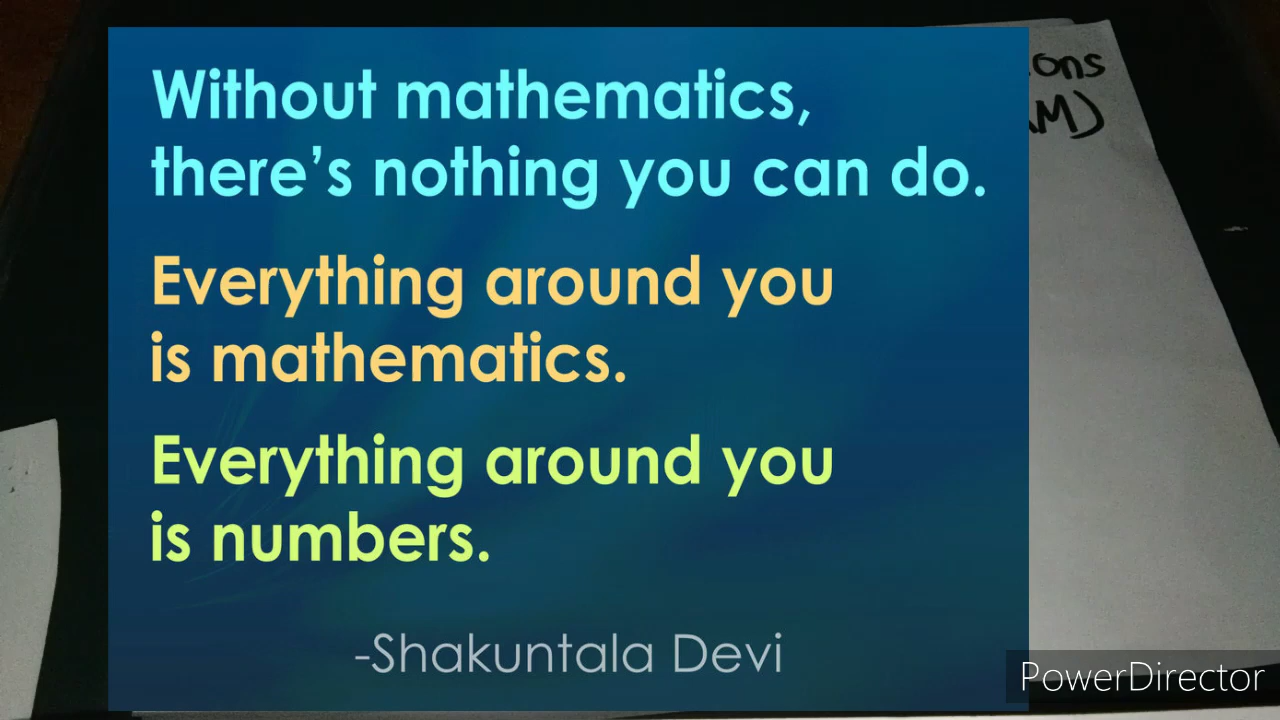 Without mathematics,
there's nothing you can do.
Everything around you
is mathematics.
Everything around you
is numbers.
-Shakuntala Devi
PowerDirector